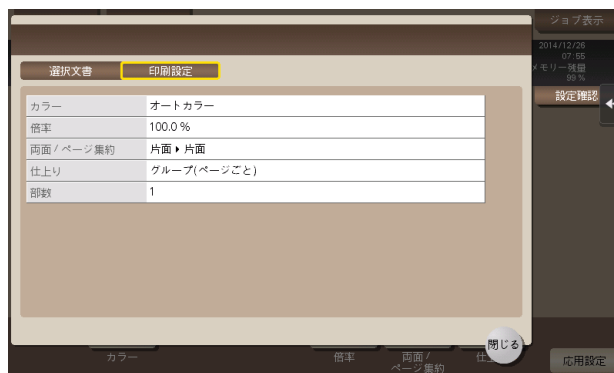 ジョブ表示
2014/12/26
07:55
メモリー残量
99 %
設定確認
選択文書
印刷設定
カラー オートカラー
倍率 100.0 %
両面 / ページ集約 片面 ▶ 片面
仕上り グループ(ページごと)
部数 1
閉じる
カラー
倍率
両面 /
ページ集約
仕上
応用設定